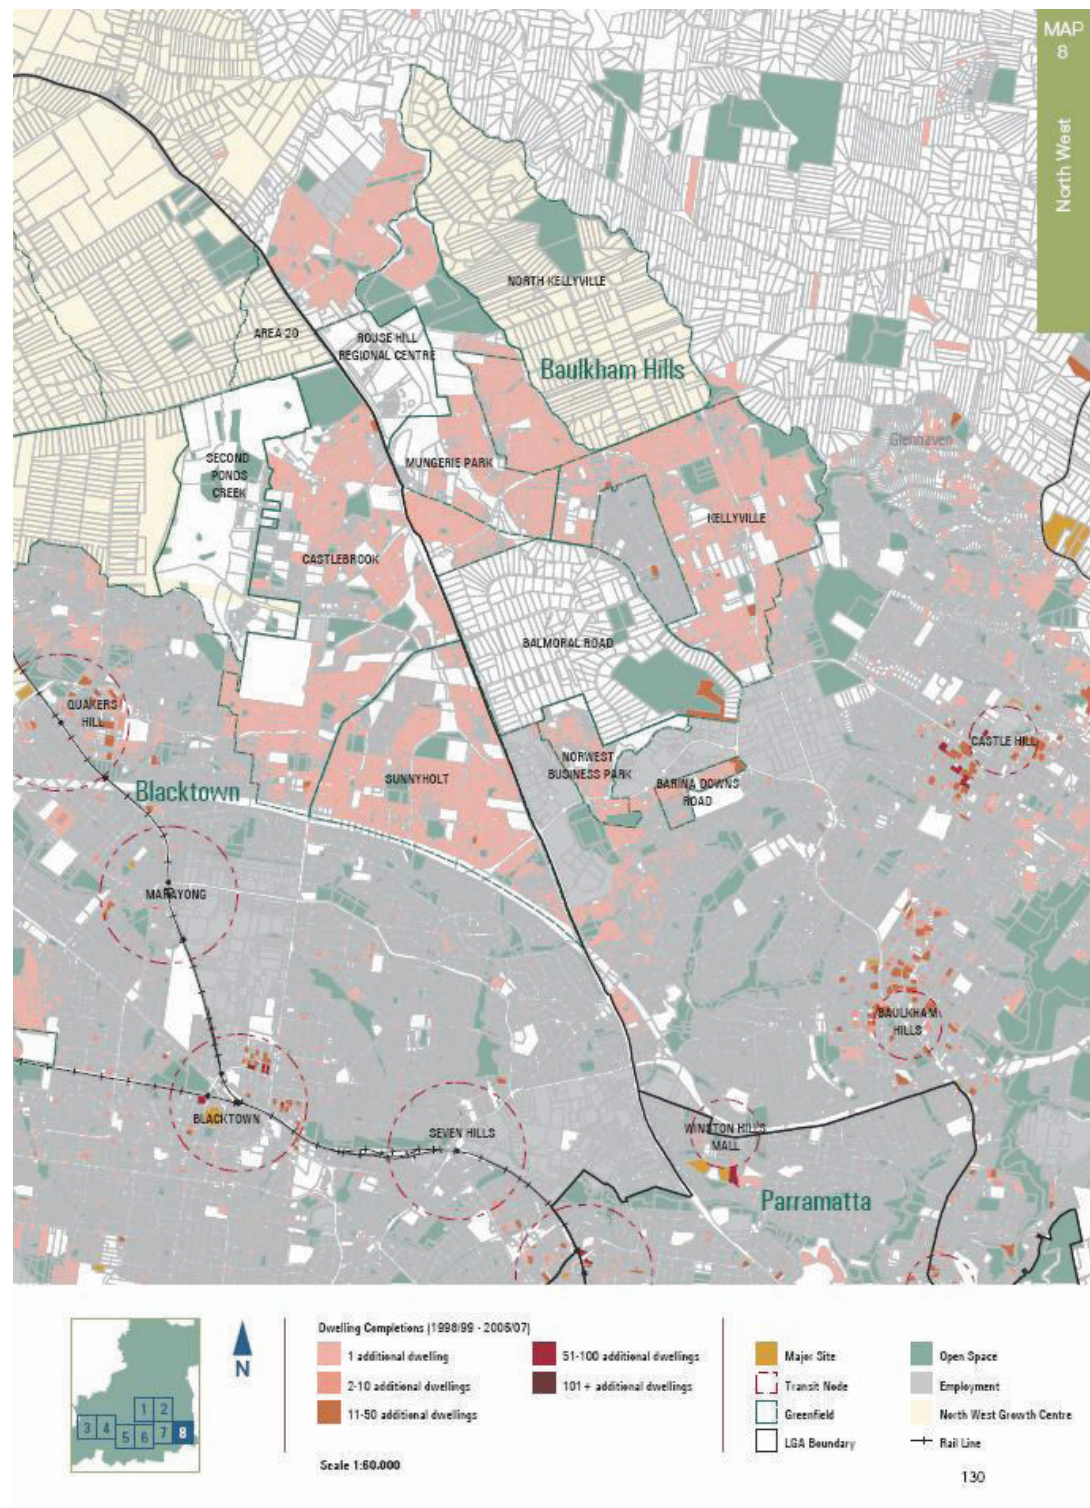 MAP
8
North West
NORTH KELLYVILLE
AREA 20
ROUSE HILL
REGIONAL CENTRE
Baulkham Hills
Glenhaven
SECOND
PONDS
CREEK
MUNGERIE PARK
KELLYVILLE
CASTLEBROOK
BALMORAL ROAD
QUAKERS
HILL
CASTLE HILL
NORWEST
BUSINESS PARK
SUNNYHOLT
BARINA DOWNS
ROAD
Blacktown
MARAYONG
BAULKHAM
HILLS
BLACKTOWN
SEVEN HILLS
WINSTON HILLS
MALL
Parramatta
1
2
3
4
5
6
7
8
N
Dwelling Completions (1998/99 - 2006/07)
1 additional dwelling
2-10 additional dwellings
11-50 additional dwellings
51-100 additional dwellings
101+ additional dwellings
Scale 1:60,000
Major Site
Transit Node
Greenfield
LGA Boundary
Open Space
Employment
North West Growth Centre
Rail Line
130